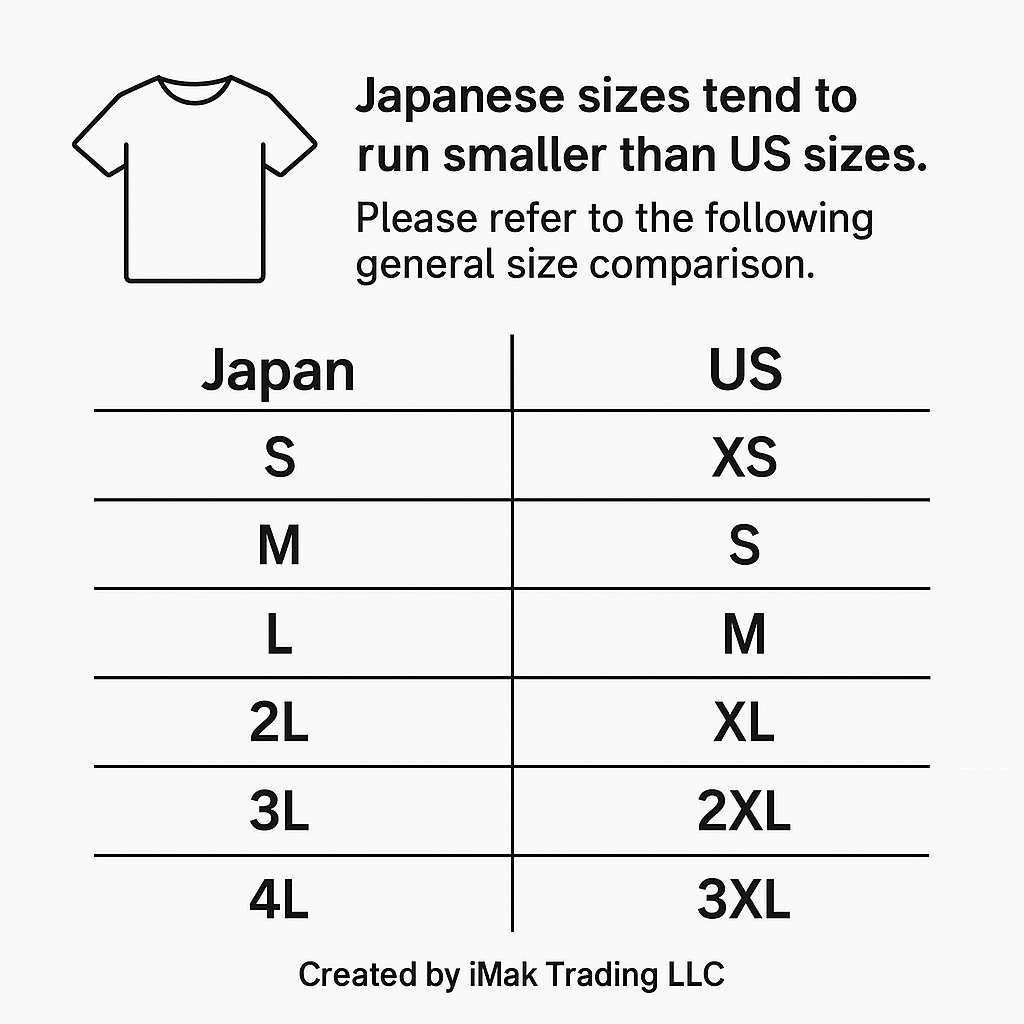 Japanese sizes tend to
run smaller than US sizes.
Please refer to the following
general size comparison.
Japan US
S XS
M S
L M
2L XL
3L 2XL
4L 3XL
Created by iMak Trading LLC